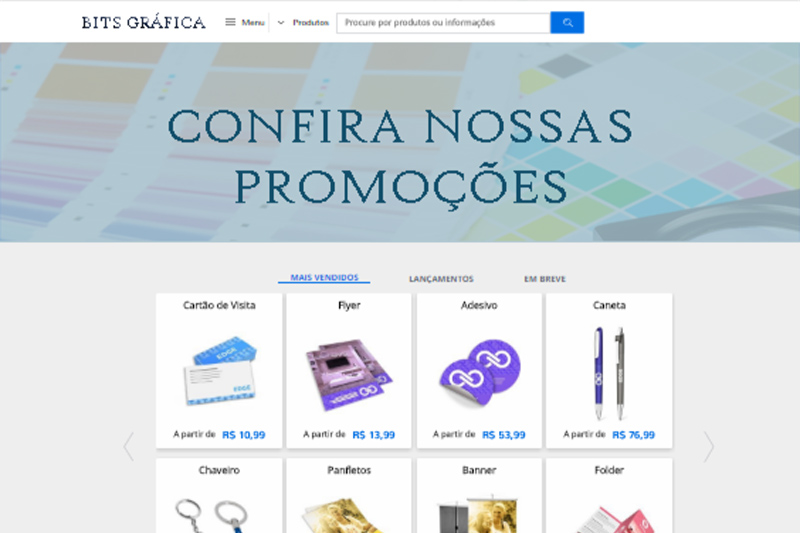 BITS GRÁFICA
Menu
Produtos
Procure por produtos ou informações
CONFIRA NOSSAS
PROMOÇÕES
MAIS VENDIDOS
LANÇAMENTOS
EM BREVE
Cartão de Visita
Flyer
Adesivo
Caneta
EDGE
EDGE
A partir de R$ 10,99
A partir de R$ 13,99
A partir de R$ 53,99
A partir de R$ 76,99
Chaveiro
Panfletos
Banner
Folder